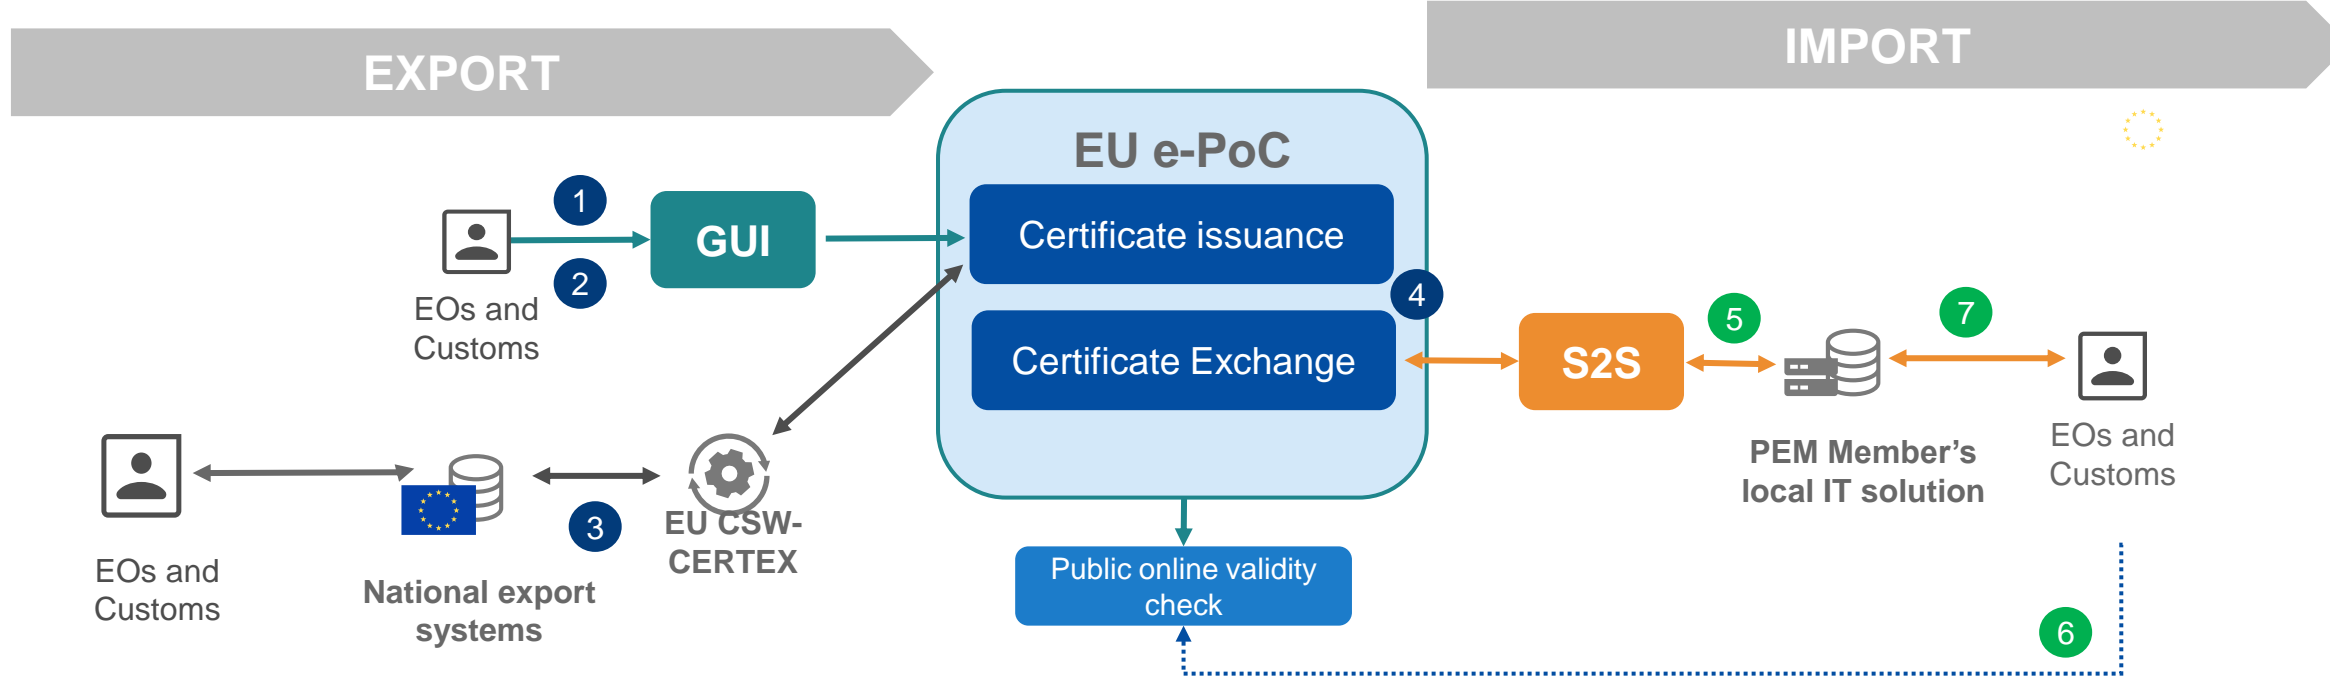 EXPORT
IMPORT
EU e-PoC
1
GUI
Certificate issuance
2
EOs and
Customs
4
5
7
Certificate Exchange
S2S
PEM Member's
local IT solution
EOs and
Customs
3
EU CSW-
CERTEX
EOs and
Customs
National export
systems
Public online validity
check
6